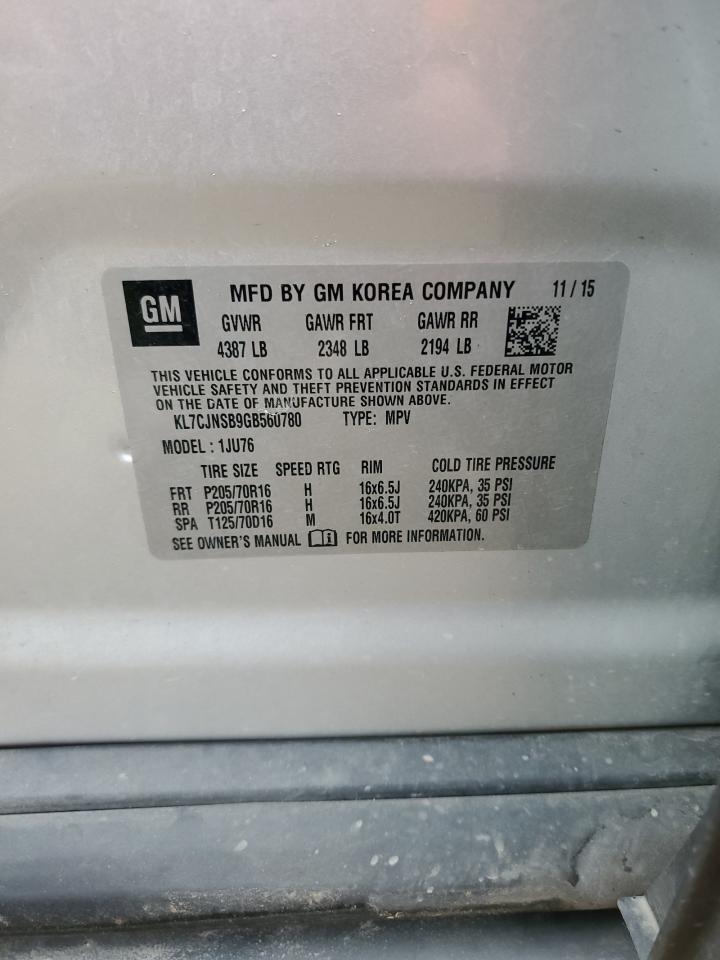 GM MFD BY GM KOREA COMPANY 11 / 15
GVWR GAWR FRT GAWR RR
4387 LB 2348 LB 2194 LB
THIS VEHICLE CONFORMS TO ALL APPLICABLE U.S. FEDERAL MOTOR
VEHICLE SAFETY AND THEFT PREVENTION STANDARDS IN EFFECT
ON THE DATE OF MANUFACTURE SHOWN ABOVE.
KL7CJNSB9GB560780 TYPE: MPV
MODEL : 1JU76
TIRE SIZE SPEED RTG RIM COLD TIRE PRESSURE
FRT P205/70R16 H 16x6.5J 240KPA, 35 PSI
RR P205/70R16 H 16x6.5J 240KPA, 35 PSI
SPA T125/70D16 M 16x4.0T 420KPA, 60 PSI
SEE OWNER'S MANUAL FOR MORE INFORMATION.